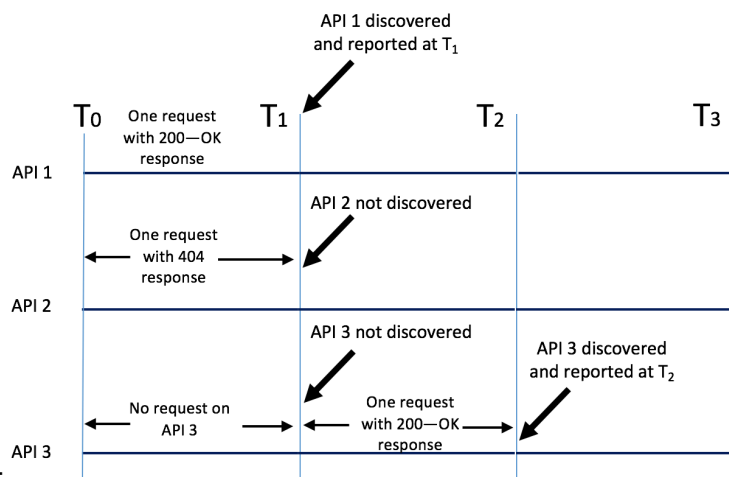 API 1 discovered
and reported at T1
T0
One request
with 200—OK
response
T1
T2
T3
API 1
API 2 not discovered
One request
with 404
response
API 2
API 3 not discovered
API 3 discovered
and reported at T2
No request on
API 3
One request
with 200—OK
response
API 3